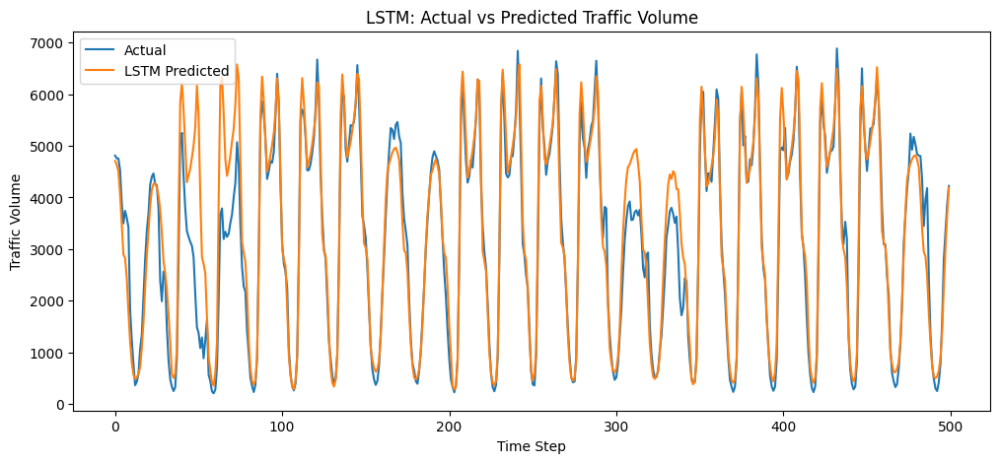 LSTM: Actual vs Predicted Traffic Volume
Actual
LSTM Predicted
Traffic Volume
7000
6000
5000
4000
3000
2000
1000
0
0 100 200 300 400 500
Time Step